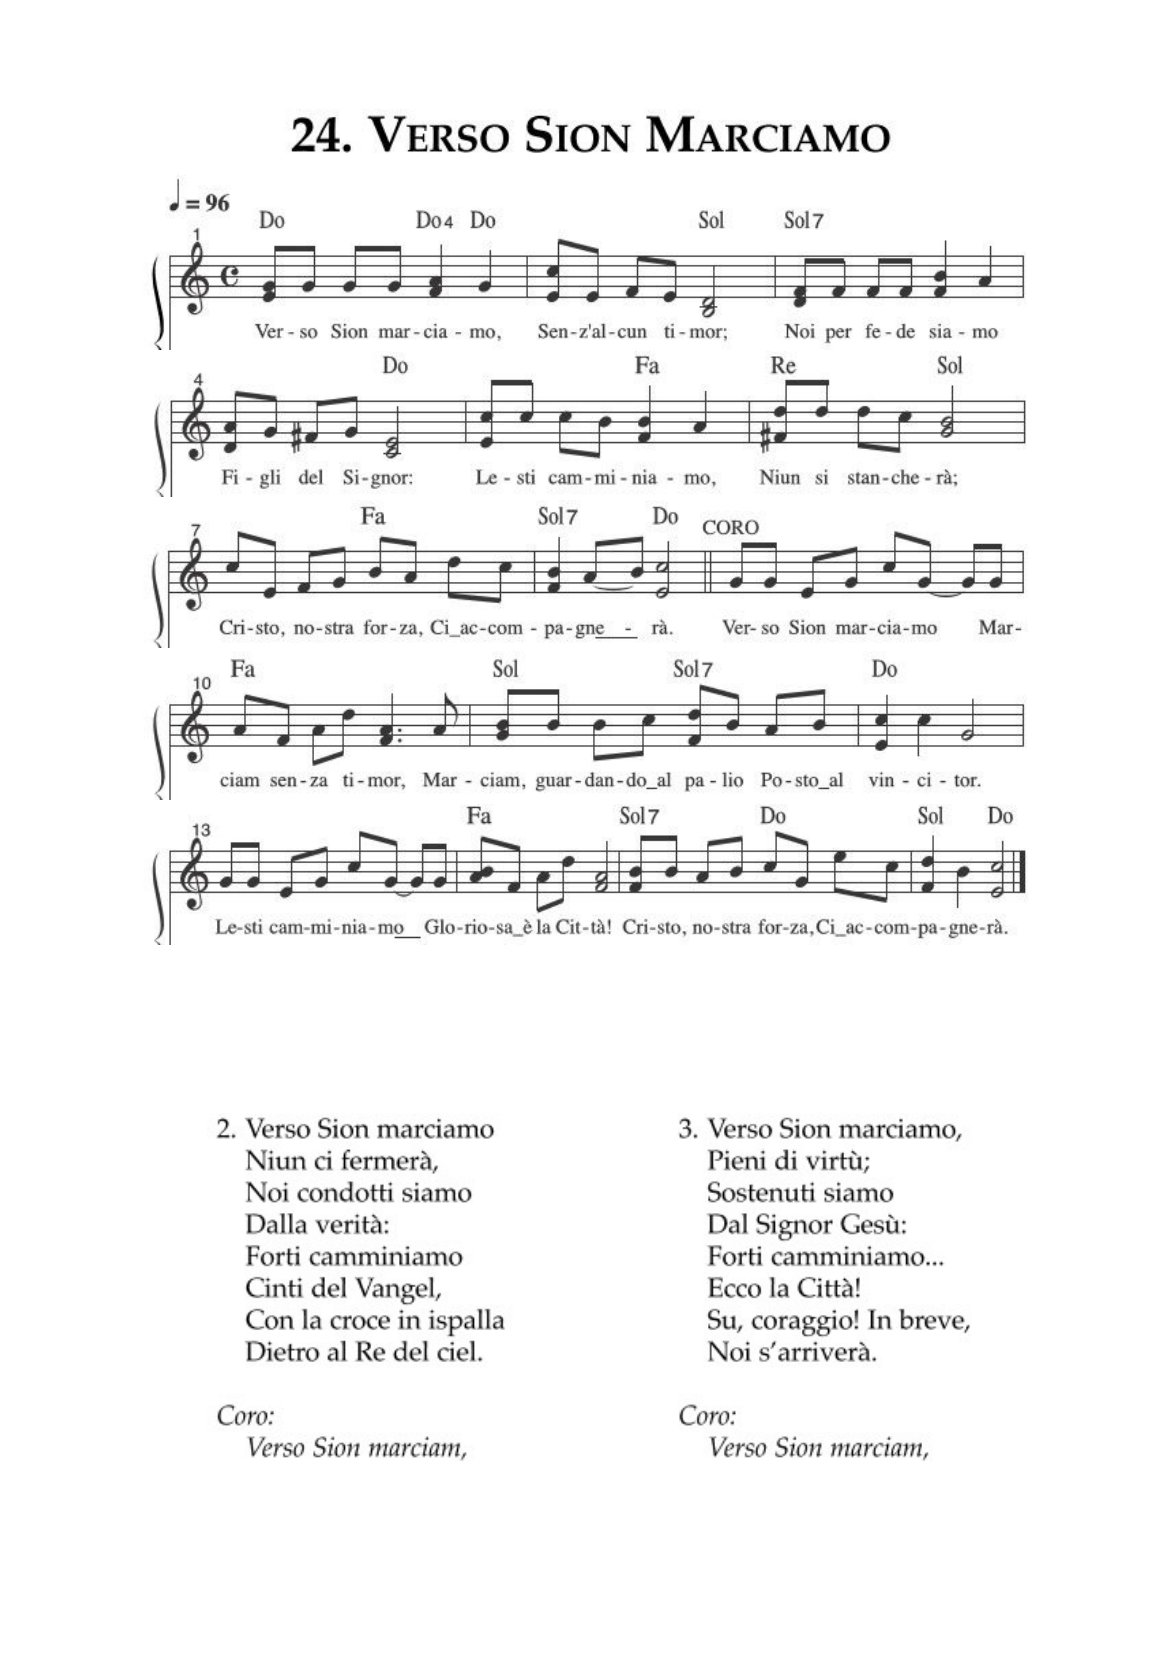 24. Verso Sion Marciamo
♩ = 96
Do Do4 Do Sol Sol7
1
Ver - so Sion mar - cia - mo, Sen - z'al - cun ti - mor; Noi per fe - de sia - mo
4
Do Fa Re Sol
Fi - gli del Si - gnor: Le - sti cam - mi - nia - mo, Niun si stan - che - rà;
7
Fa Sol7 Do CORO
Cri - sto, no - stra for - za, Ci_ac - com - pa - gne - rà. Ver - so Sion mar - cia - mo Mar -
10
Fa Sol Sol7 Do
ciam sen - za ti - mor, Mar - ciam, guar - dan - do_al pa - lio Po - sto_al vin - ci - tor.
13
Fa Sol7 Do Sol Do
Le - sti cam - mi - nia - mo__ Glo - rio - sa_è la Cit - tà! Cri - sto, no - stra for - za, Ci_ac - com - pa - gne - rà.
2. Verso Sion marciamo
Niun ci fermerà,
Noi condotti siamo
Dalla verità:
Forti camminiamo
Cinti del Vangel,
Con la croce in ispalla
Dietro al Re del ciel.
Coro:
Verso Sion marciam,
3. Verso Sion marciamo,
Pieni di virtù;
Sostenuti siamo
Dal Signor Gesù:
Forti camminiamo...
Ecco la Città!
Su, coraggio! In breve,
Noi s'arriverà.
Coro:
Verso Sion marciam,